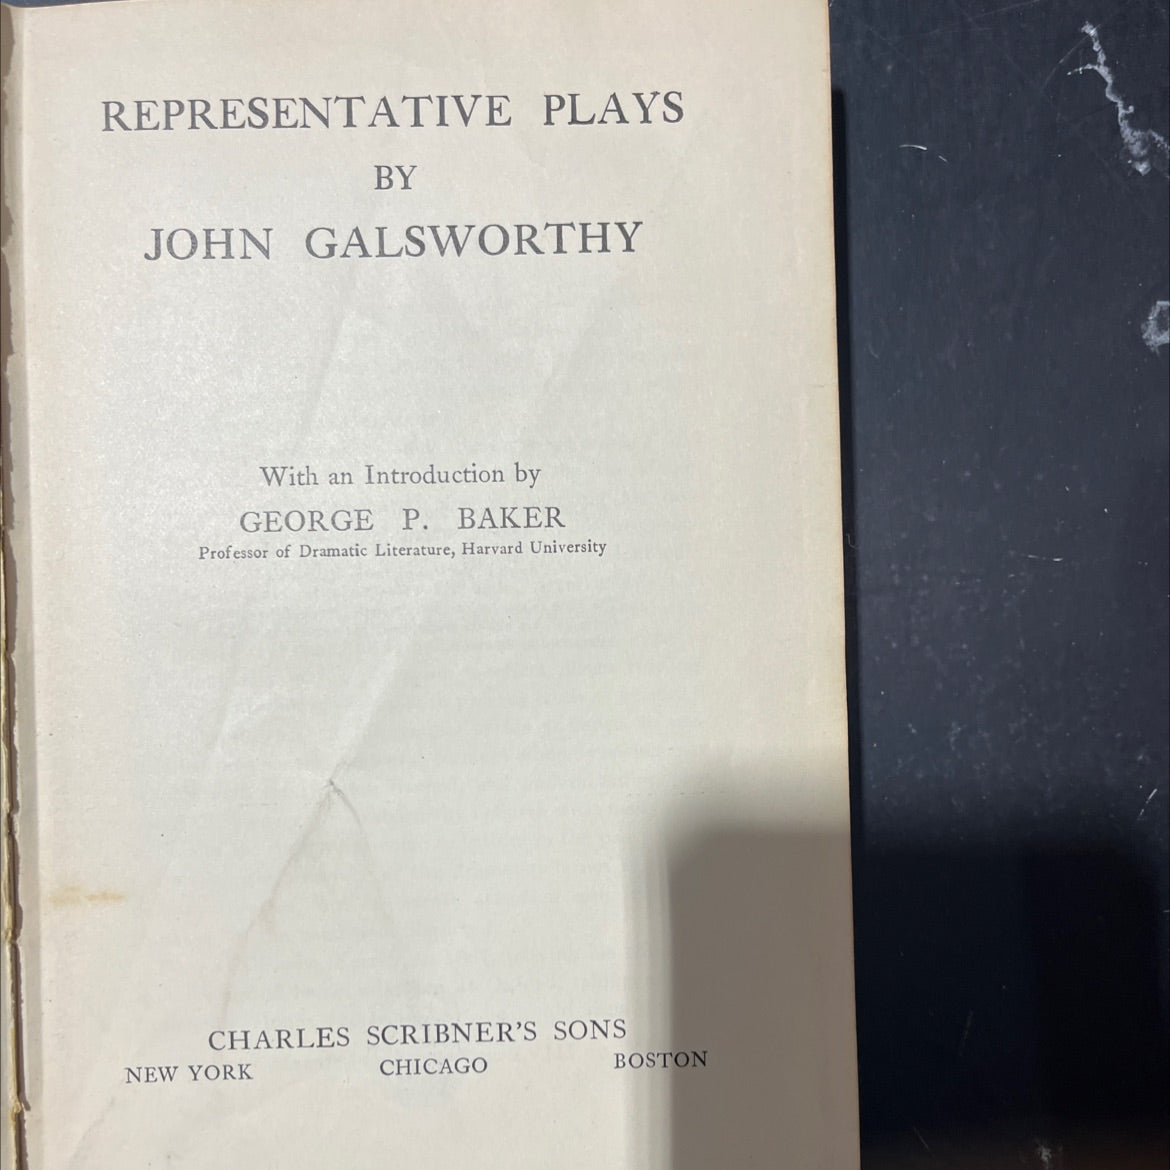 REPRESENTATIVE PLAYS
BY
JOHN GALSWORTHY
With an Introduction by
GEORGE P. BAKER
Professor of Dramatic Literature, Harvard University
CHARLES SCRIBNER'S SONS
NEW YORK CHICAGO BOSTON